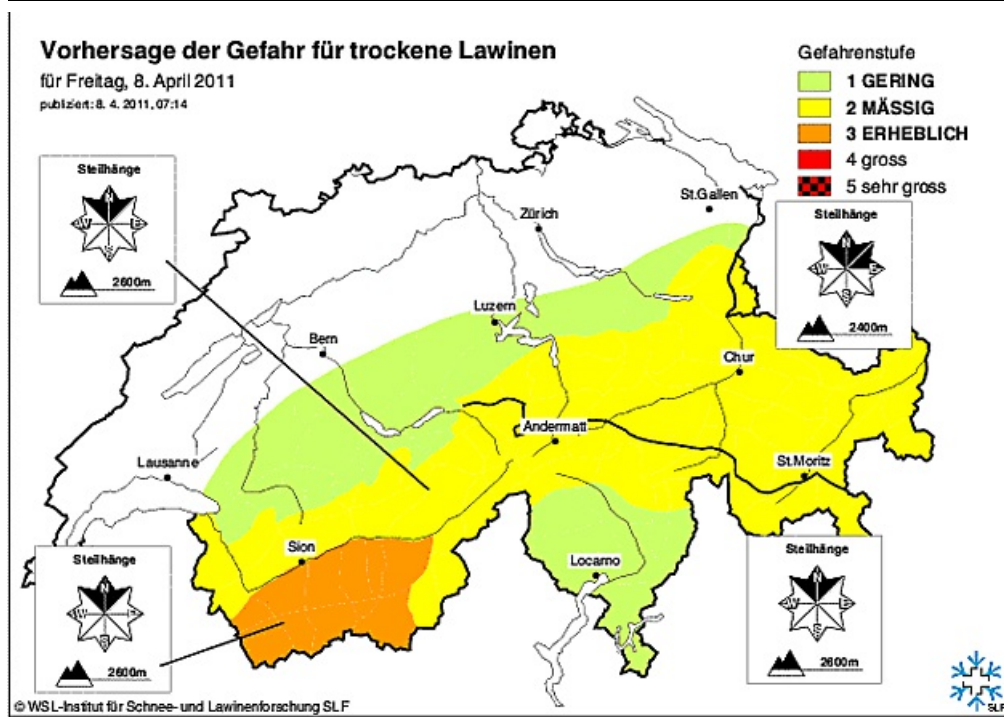 Vorhersage der Gefahr für trockene Lawinen
für Freitag, 8. April 2011
publiziert: 8. 4. 2011, 07:14
Gefahrenstufe
1 GERING
2 MÄSSIG
3 ERHEBLICH
4 gross
5 sehr gross
Steilhänge
N
W E
S
2600m
Steilhänge
N
W E
S
2400m
St.Gallen
Zürich
Luzern
Bern
Chur
Andermatt
Lausanne
St.Moritz
Sion
Locarno
Steilhänge
N
W E
S
2600m
Steilhänge
N
W E
S
2600m
© WSL-Institut für Schnee- und Lawinenforschung SLF
SLF